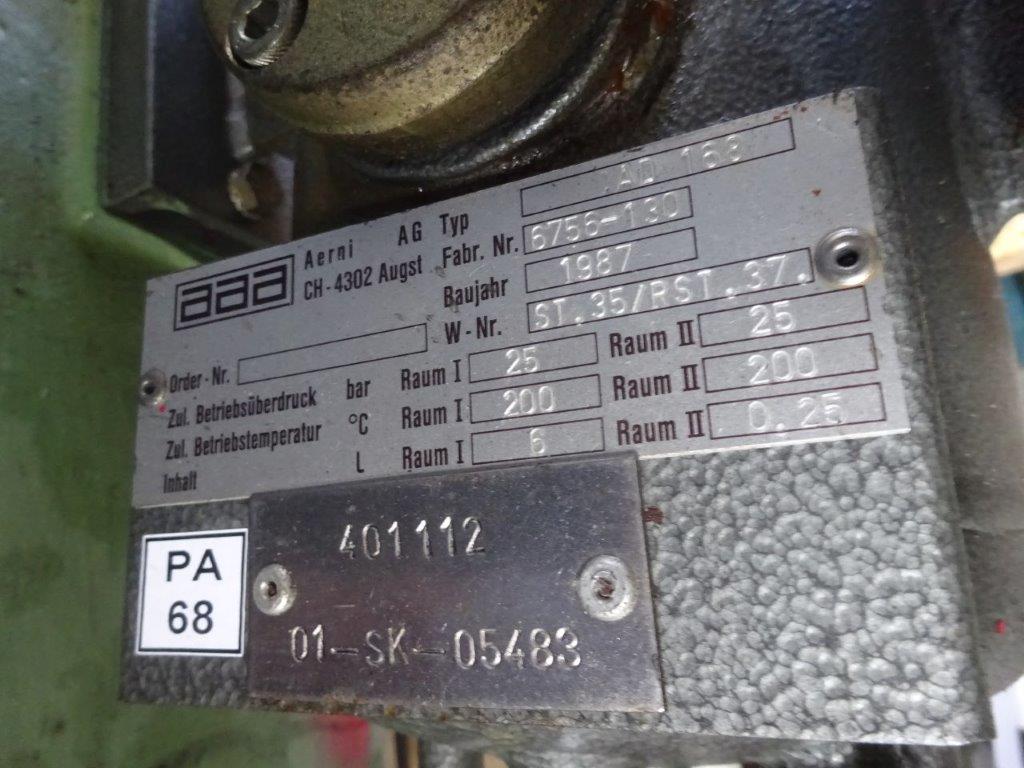 aaa
Aerni AG
CH-4302 Augst
Typ AD 163
Fabr. Nr. 6756-130
Baujahr 1987
W-Nr. ST.35/RST.37.
Order-Nr.
Zul. Betriebsüberdruck bar Raum I 25 Raum II 25
Zul. Betriebstemperatur °C Raum I 200 Raum II 200
Inhalt L Raum I 6 Raum II 0.25
401112
01-SK-05483
PA
68